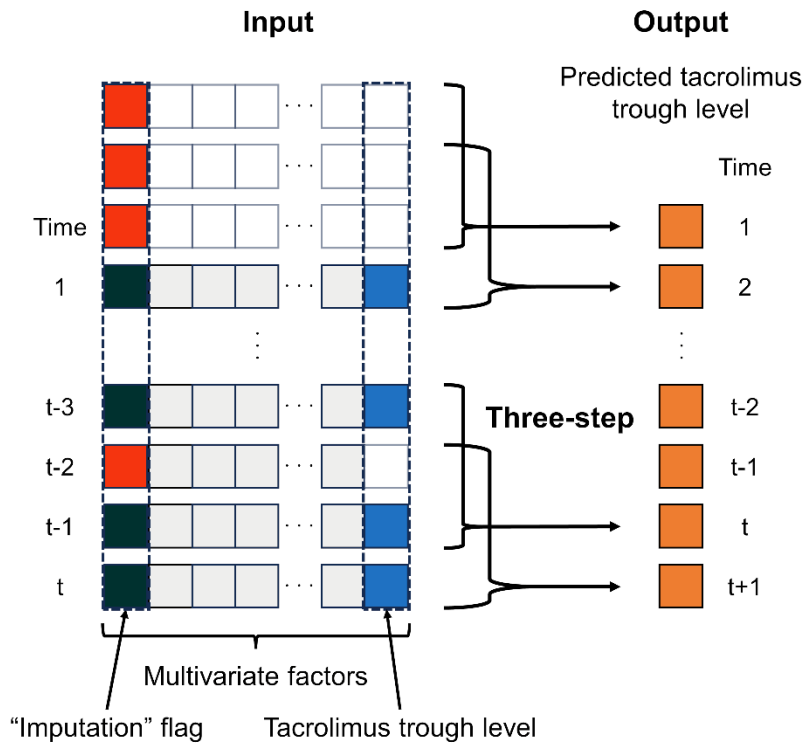 Input
Output
Predicted tacrolimus
trough level
Time
Time
1
1
2
t-3
Three-step
t-2
t-2
t-1
t-1
t
t
t+1
Multivariate factors
“Imputation” flag
Tacrolimus trough level